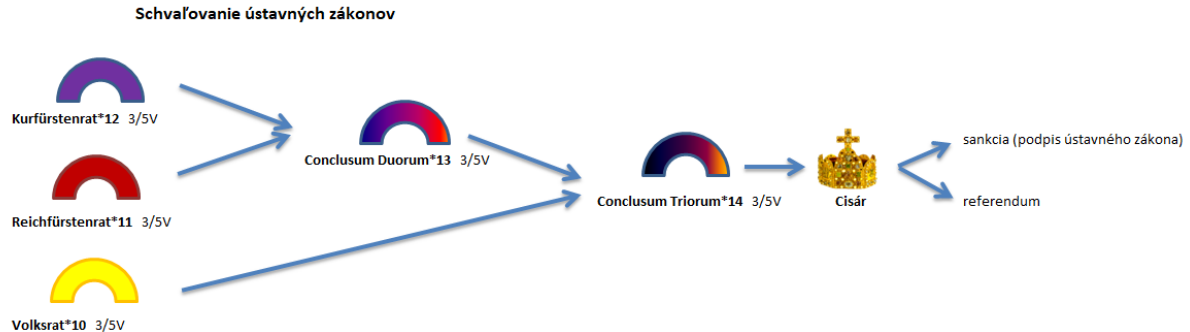 Schvaľovanie ústavných zákonov
Kurfürstenrat*12 3/5V
Conclusum Duorum*13 3/5V
Reichfürstenrat*11 3/5V
Volksrat*10 3/5V
Conclusum Triorum*14 3/5V
Cisár
sankcia (podpis ústavného zákona)
referendum